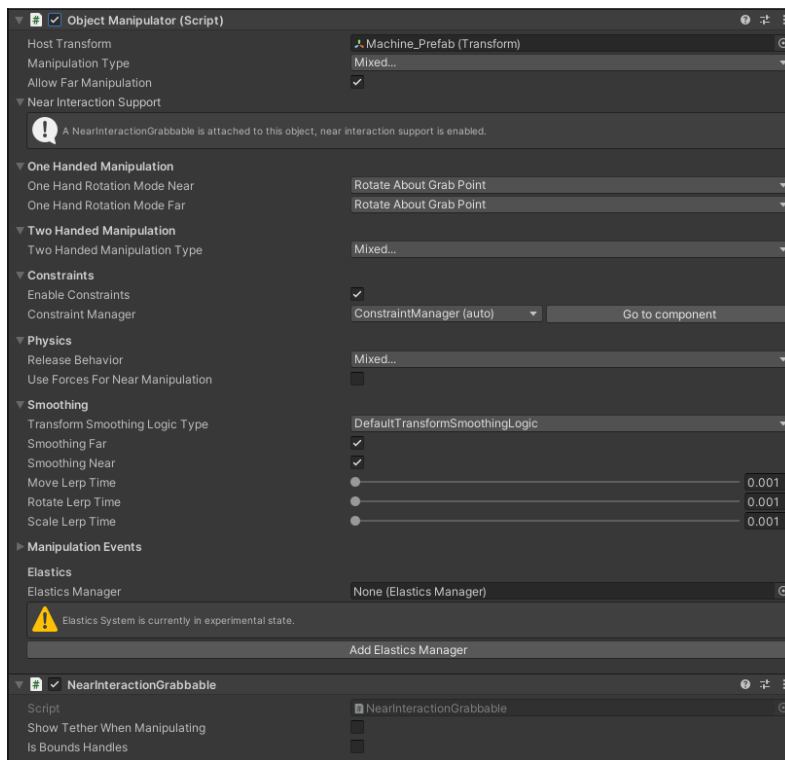 Object Manipulator (Script)
Host Transform Machine_Prefab (Transform)
Manipulation Type Mixed...
Allow Far Manipulation
Near Interaction Support
A NearInteractionGrabbable is attached to this object, near interaction support is enabled.
One Handed Manipulation
One Hand Rotation Mode Near Rotate About Grab Point
One Hand Rotation Mode Far Rotate About Grab Point
Two Handed Manipulation
Two Handed Manipulation Type Mixed...
Constraints
Enable Constraints
Constraint Manager ConstraintManager (auto) Go to component
Physics
Release Behavior Mixed...
Use Forces For Near Manipulation
Smoothing
Transform Smoothing Logic Type DefaultTransformSmoothingLogic
Smoothing Far
Smoothing Near
Move Lerp Time 0.001
Rotate Lerp Time 0.001
Scale Lerp Time 0.001
Manipulation Events
Elastics
Elastics Manager None (Elastics Manager)
Elastics System is currently in experimental state.
Add Elastics Manager
# NearInteractionGrabbable
Script NearInteractionGrabbable
Show Tether When Manipulating
Is Bounds Handles